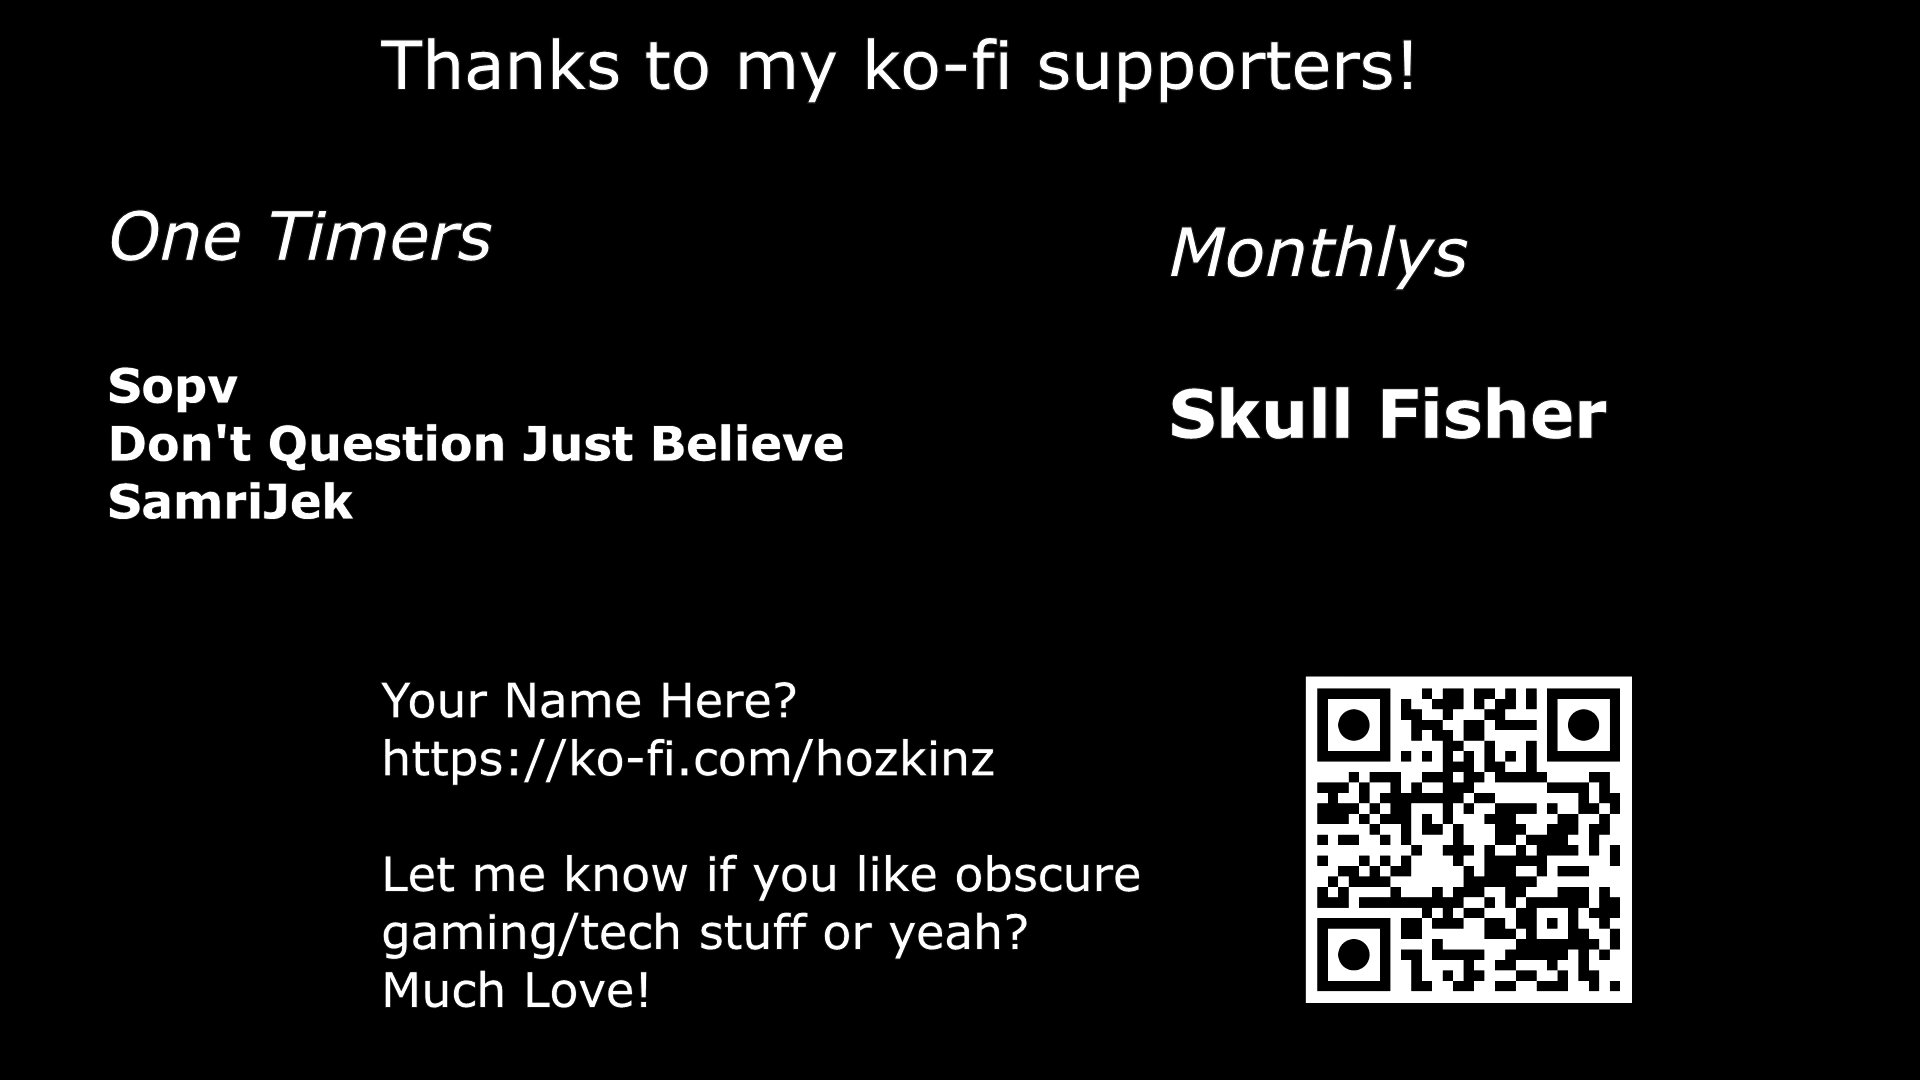 Thanks to my ko-fi supporters!
One Timers
Monthlys
Sopv
Don't Question Just Believe
SamriJek
Skull Fisher
Your Name Here?
https://ko-fi.com/hozkinz
Let me know if you like obscure
gaming/tech stuff or yeah?
Much Love!